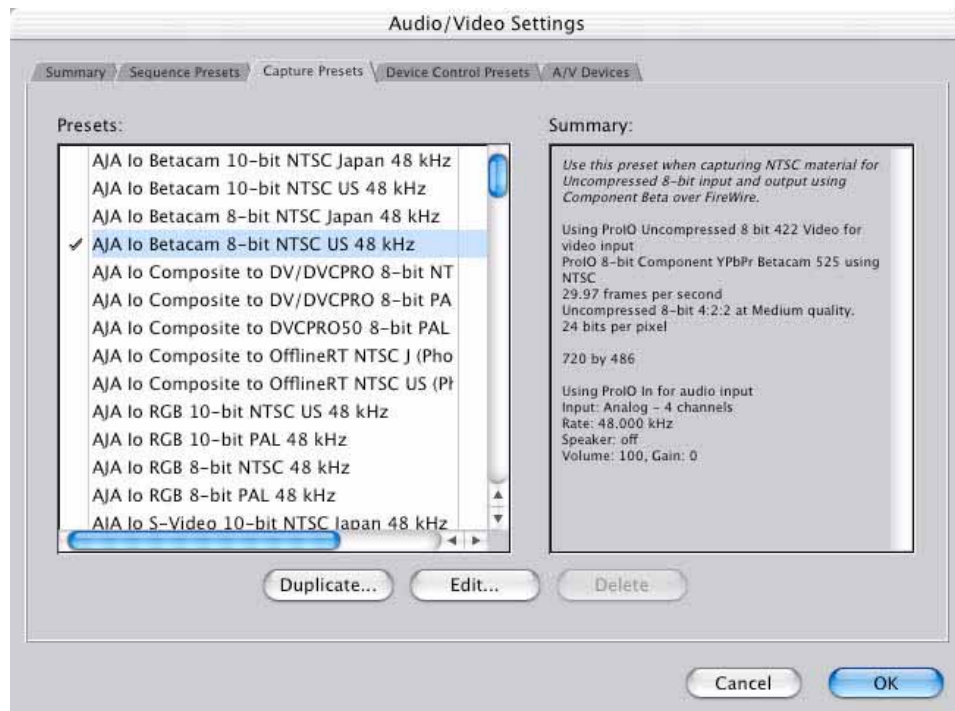 Audio/Video Settings
Summary
Sequence Presets
Capture Presets
Device Control Presets
A/V Devices
Presets:
AJA Io Betacam 10-bit NTSC Japan 48 kHz
AJA Io Betacam 10-bit NTSC US 48 kHz
AJA Io Betacam 8-bit NTSC Japan 48 kHz
✓ AJA Io Betacam 8-bit NTSC US 48 kHz
AJA Io Composite to DV/DVCPRO 8-bit NT
AJA Io Composite to DV/DVCPRO 8-bit PA
AJA Io Composite to DVCPRO50 8-bit PAL
AJA Io Composite to OfflineRT NTSC J (Pho
AJA Io Composite to OfflineRT NTSC US (Ph
AJA Io RGB 10-bit NTSC US 48 kHz
AJA Io RGB 10-bit PAL 48 kHz
AJA Io RGB 8-bit NTSC 48 kHz
AJA Io RGB 8-bit PAL 48 kHz
AJA Io S-Video 10-bit NTSC Japan 48 kHz
Summary:
Use this preset when capturing NTSC material for
Uncompressed 8-bit input and output using
Component Beta over FireWire.
Using ProIO Uncompressed 8 bit 422 Video for
video input
ProIO 8-bit Component YPbPr Betacam 525 using
NTSC
29.97 frames per second
Uncompressed 8-bit 4:2:2 at Medium quality.
24 bits per pixel
720 by 486
Using ProIO In for audio input
Input: Analog - 4 channels
Rate: 48.000 kHz
Speaker: off
Volume: 100, Gain: 0
Duplicate...
Edit...
Delete
Cancel
OK